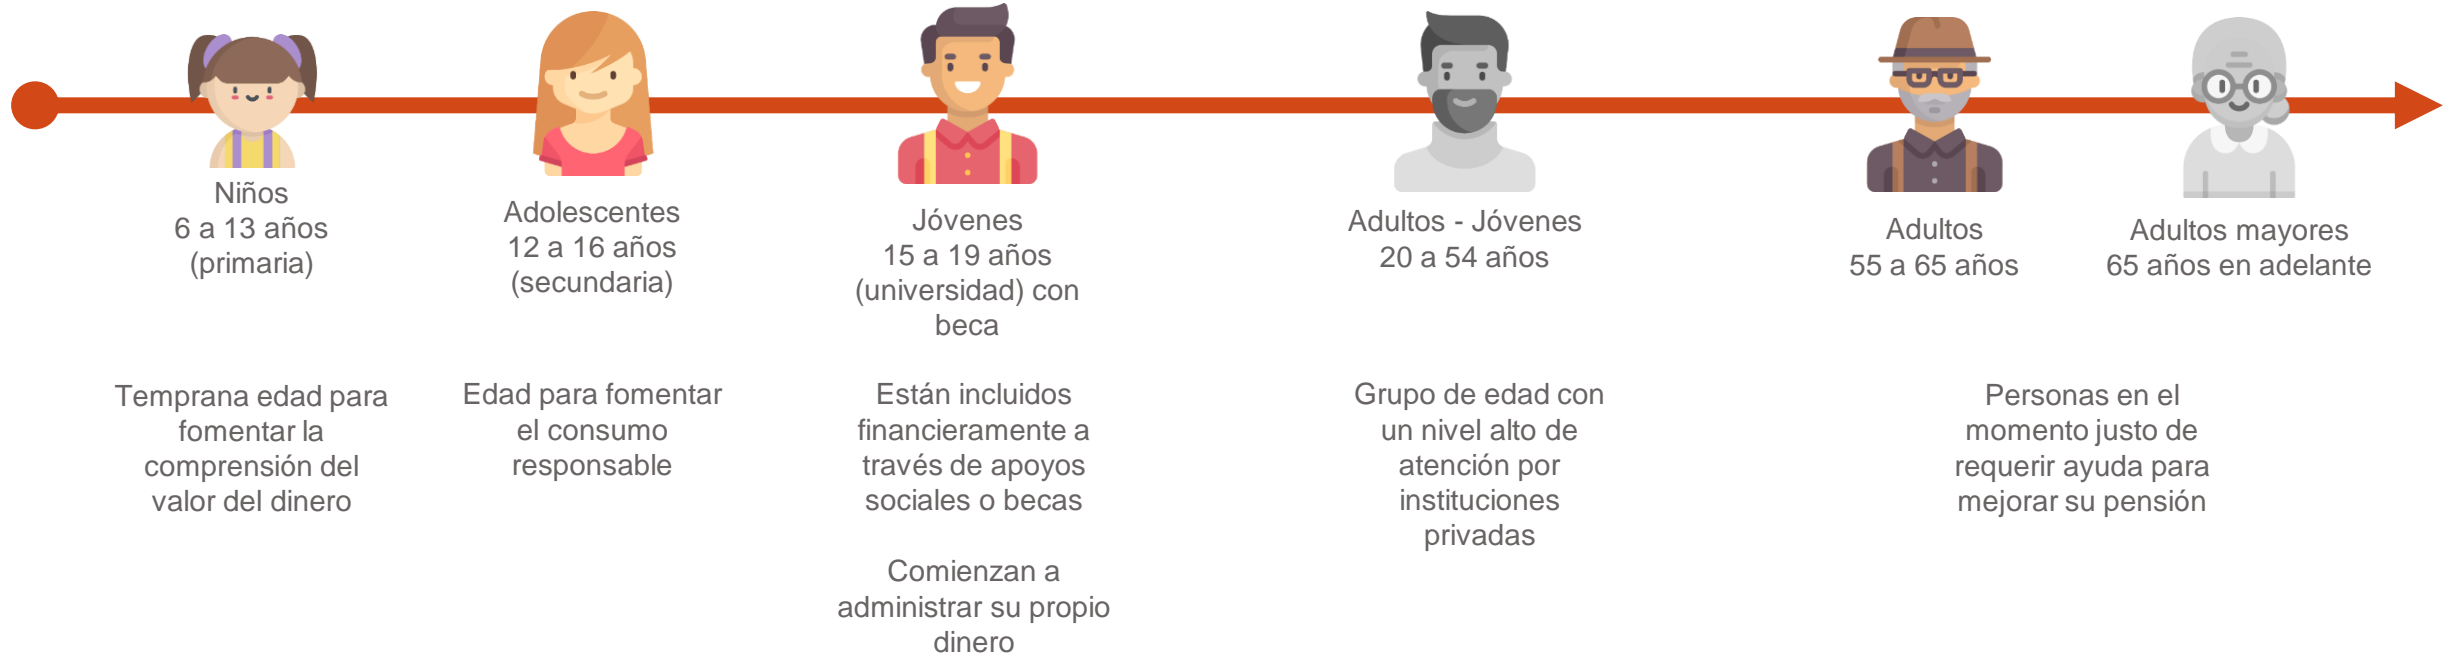 Niños
6 a 13 años
(primaria)
Adolescentes
12 a 16 años
(secundaria)
Jóvenes
15 a 19 años
(universidad) con
beca
Adultos - Jóvenes
20 a 54 años
Adultos
55 a 65 años
Adultos mayores
65 años en adelante
Temprana edad para
fomentar la
comprensión del
valor del dinero
Edad para fomentar
el consumo
responsable
Están incluidos
financieramente a
través de apoyos
sociales o becas
Comienzan a
administrar su propio
dinero
Grupo de edad con
un nivel alto de
atención por
instituciones
privadas
Personas en el
momento justo de
requerir ayuda para
mejorar su pensión